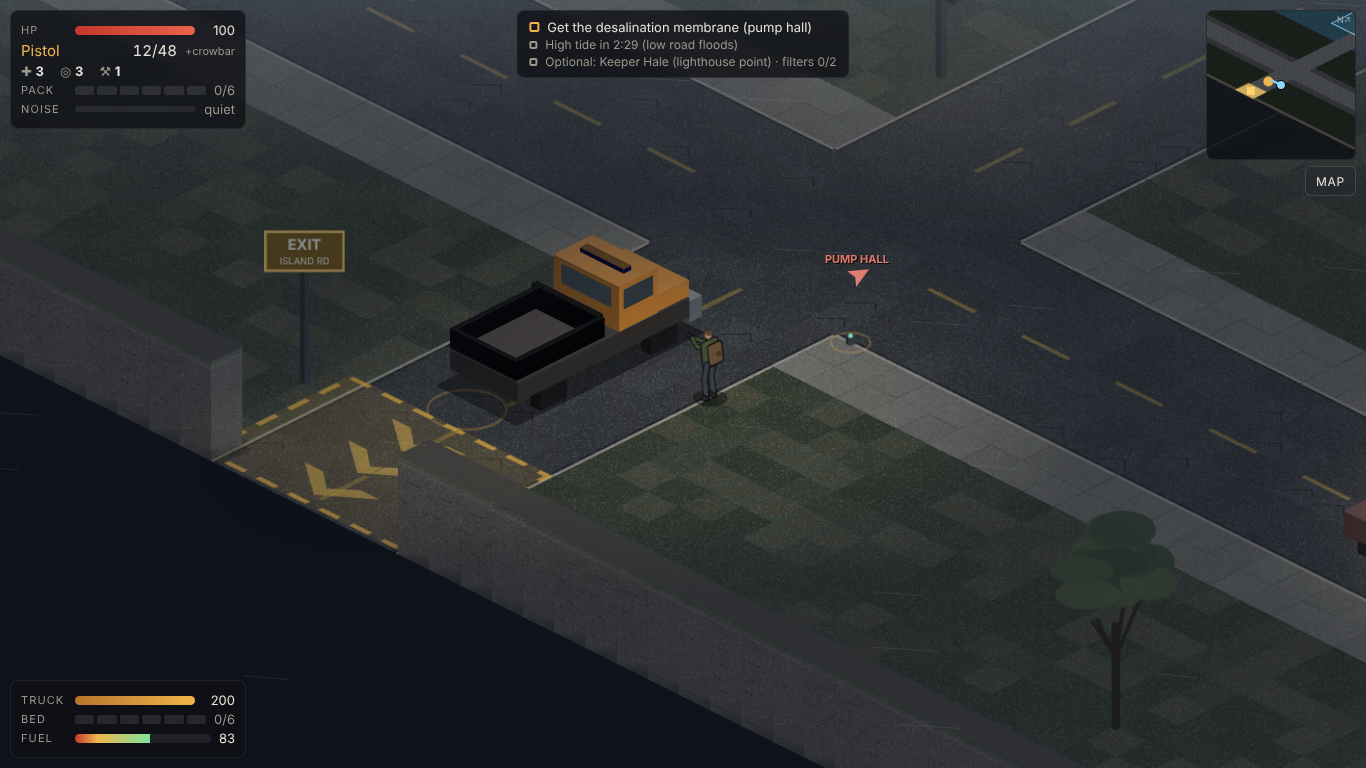 HP 100
Pistol 12/48 +crowbar
3 3 1
PACK 0/6
NOISE quiet
Get the desalination membrane (pump hall)
High tide in 2:29 (low road floods)
Optional: Keeper Hale (lighthouse point) · filters 0/2
N
MAP
EXIT
ISLAND RD
PUMP HALL
TRUCK 200
BED 0/6
FUEL 83